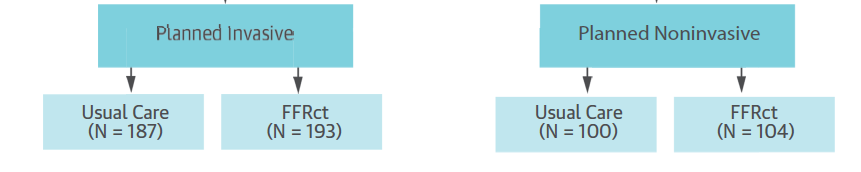 Planned Invasive
Planned Noninvasive
Usual Care
(N = 187)
FFRct
(N = 193)
Usual Care
(N = 100)
FFRct
(N = 104)